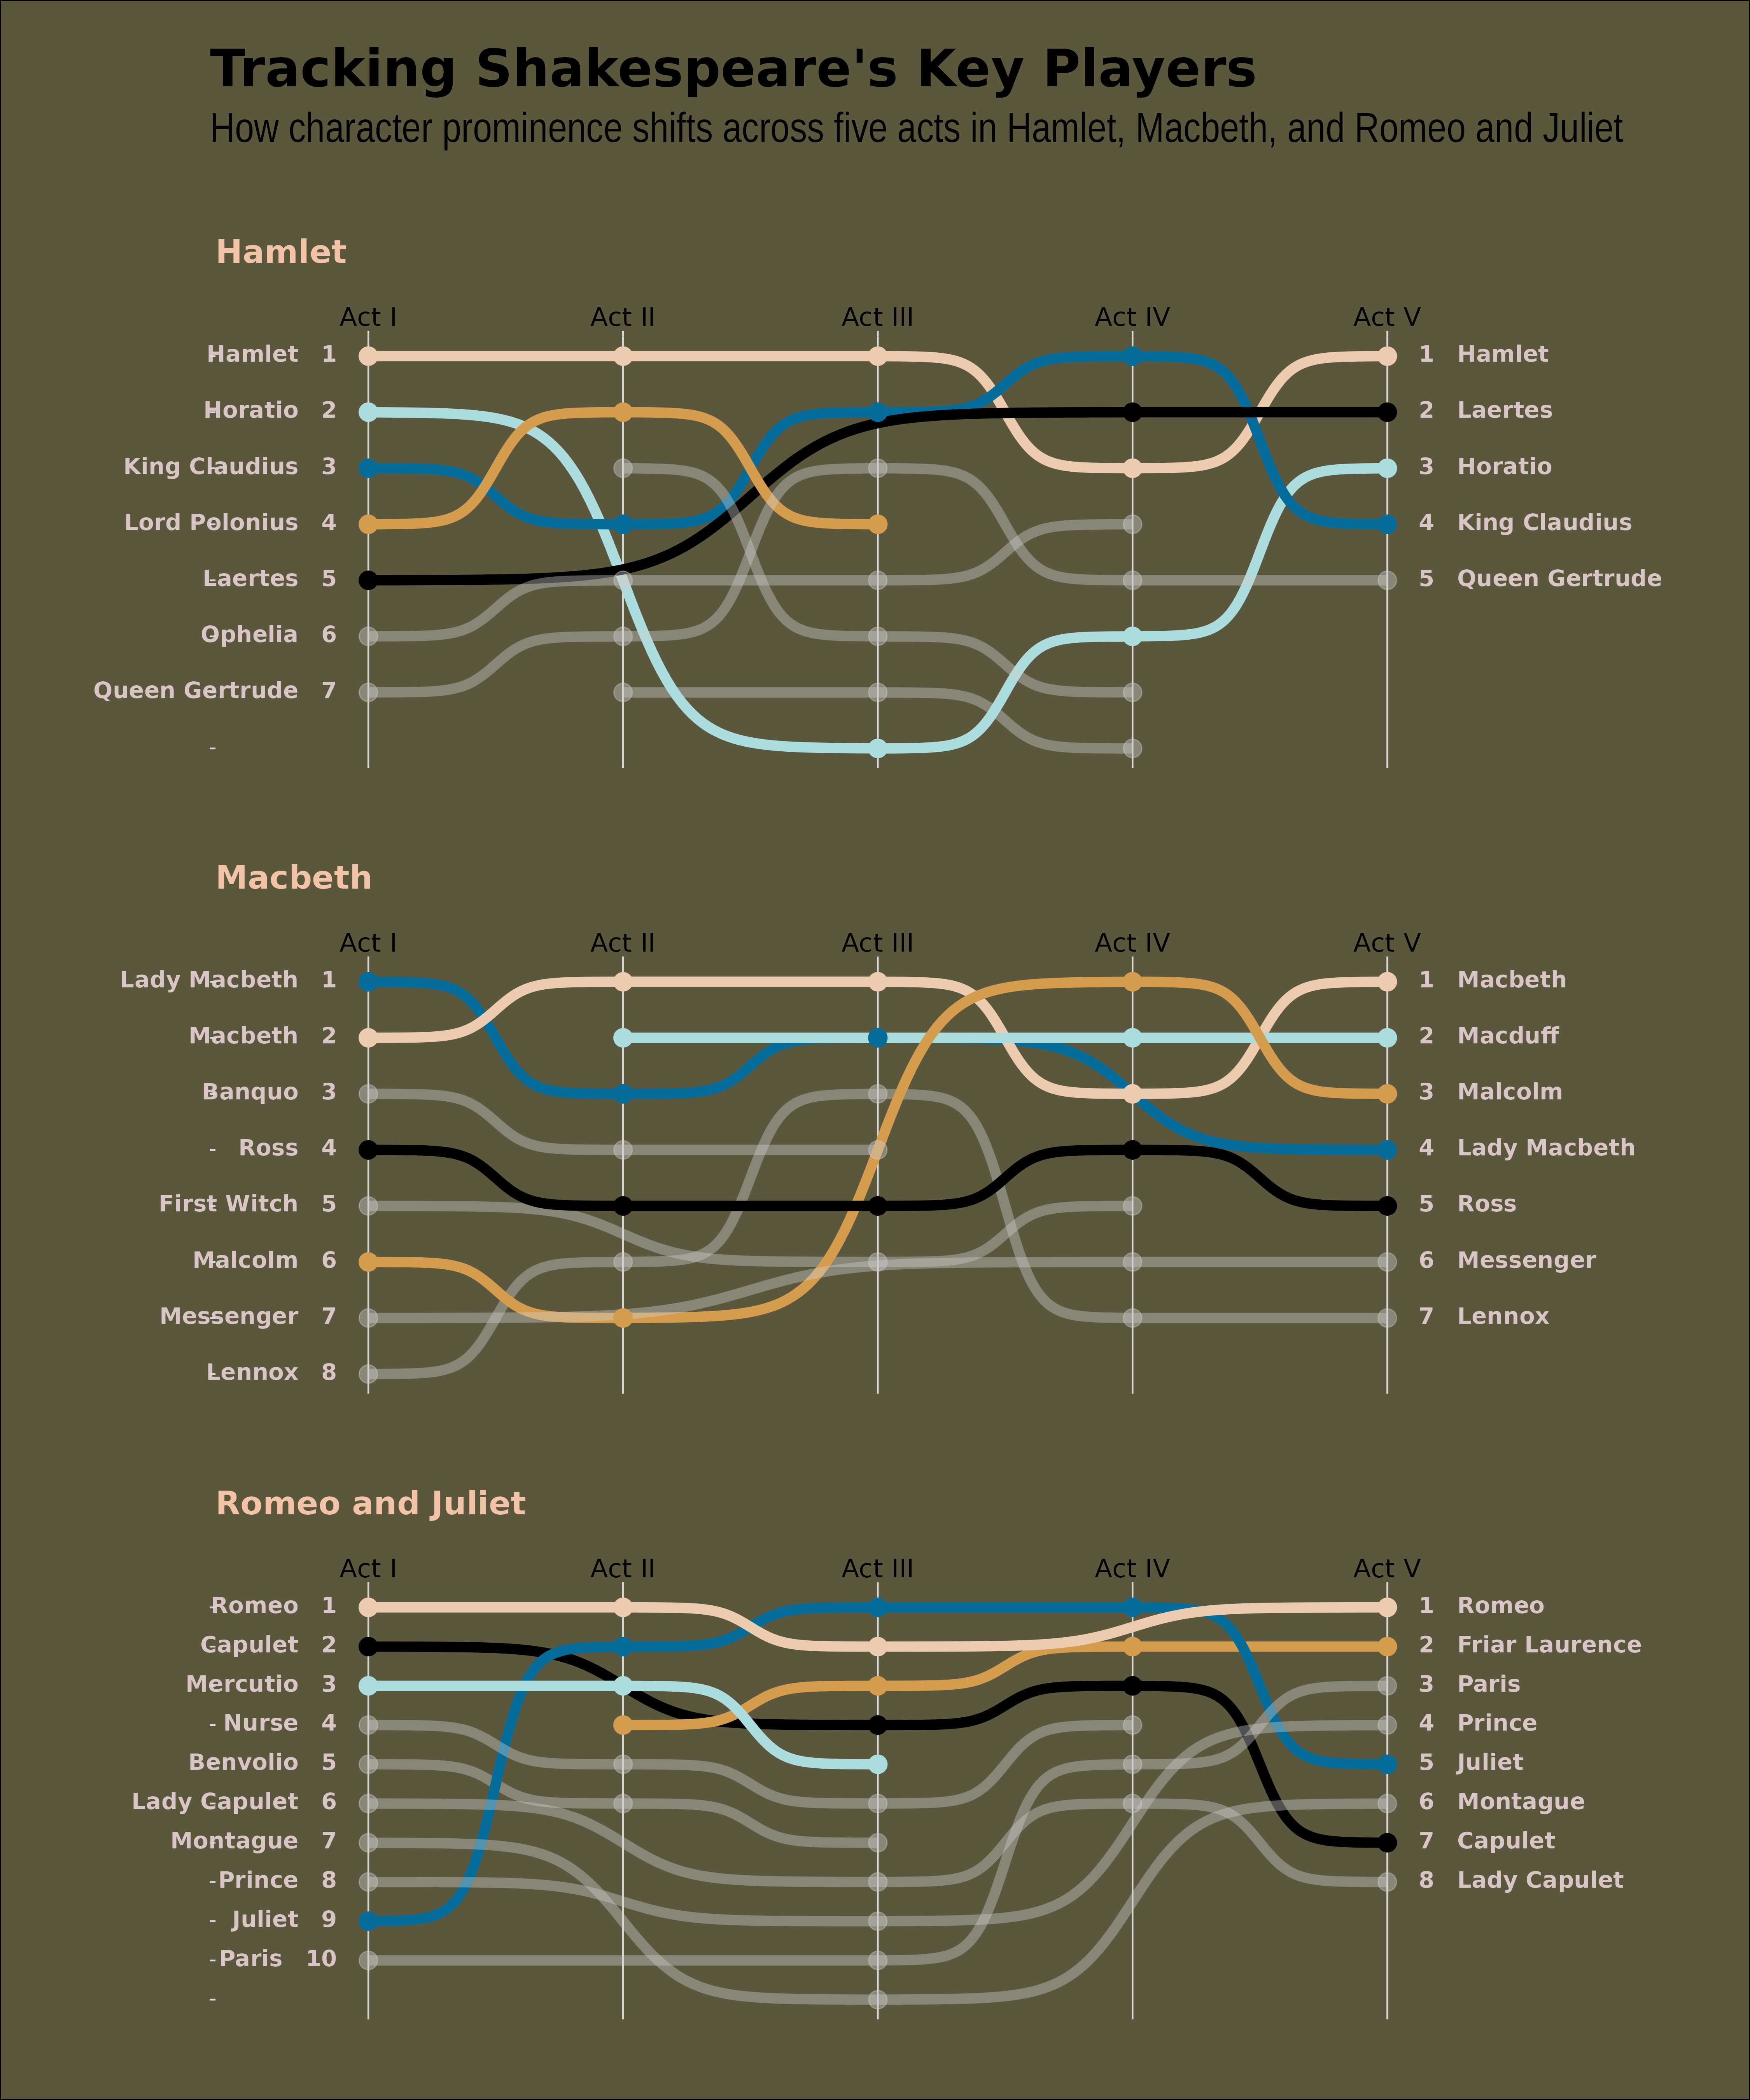 Tracking Shakespeare's Key Players
How character prominence shifts across five acts in Hamlet, Macbeth, and Romeo and Juliet
Hamlet
Act I Act II Act III Act IV Act V
Hamlet 1 1 Hamlet
Horatio 2 2 Laertes
King Claudius 3 3 Horatio
Lord Polonius 4 4 King Claudius
Laertes 5 5 Queen Gertrude
Ophelia 6
Queen Gertrude 7
-
Macbeth
Act I Act II Act III Act IV Act V
Lady Macbeth 1 1 Macbeth
Macbeth 2 2 Macduff
Banquo 3 3 Malcolm
- Ross 4 4 Lady Macbeth
First Witch 5 5 Ross
Malcolm 6 6 Messenger
Messenger 7 7 Lennox
Lennox 8
Romeo and Juliet
Act I Act II Act III Act IV Act V
Romeo 1 1 Romeo
Capulet 2 2 Friar Laurence
Mercutio 3 3 Paris
- Nurse 4 4 Prince
Benvolio 5 5 Juliet
Lady Capulet 6 6 Montague
Montague 7 7 Capulet
- Prince 8 8 Lady Capulet
- Juliet 9
- Paris 10
-